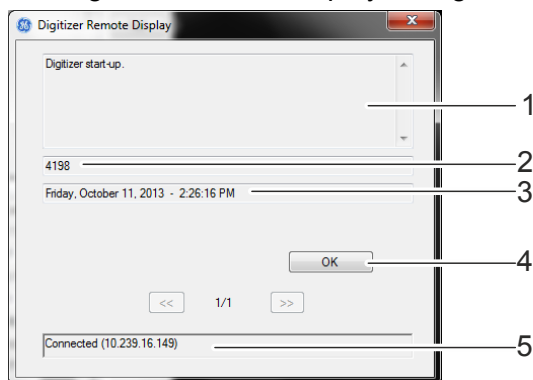 Digitizer Remote Display
Digitizer start-up.
1
4198
2
Friday, October 11, 2013 - 2:26:16 PM
3
OK
4
<< 1/1 >>
Connected (10.239.16.149)
5